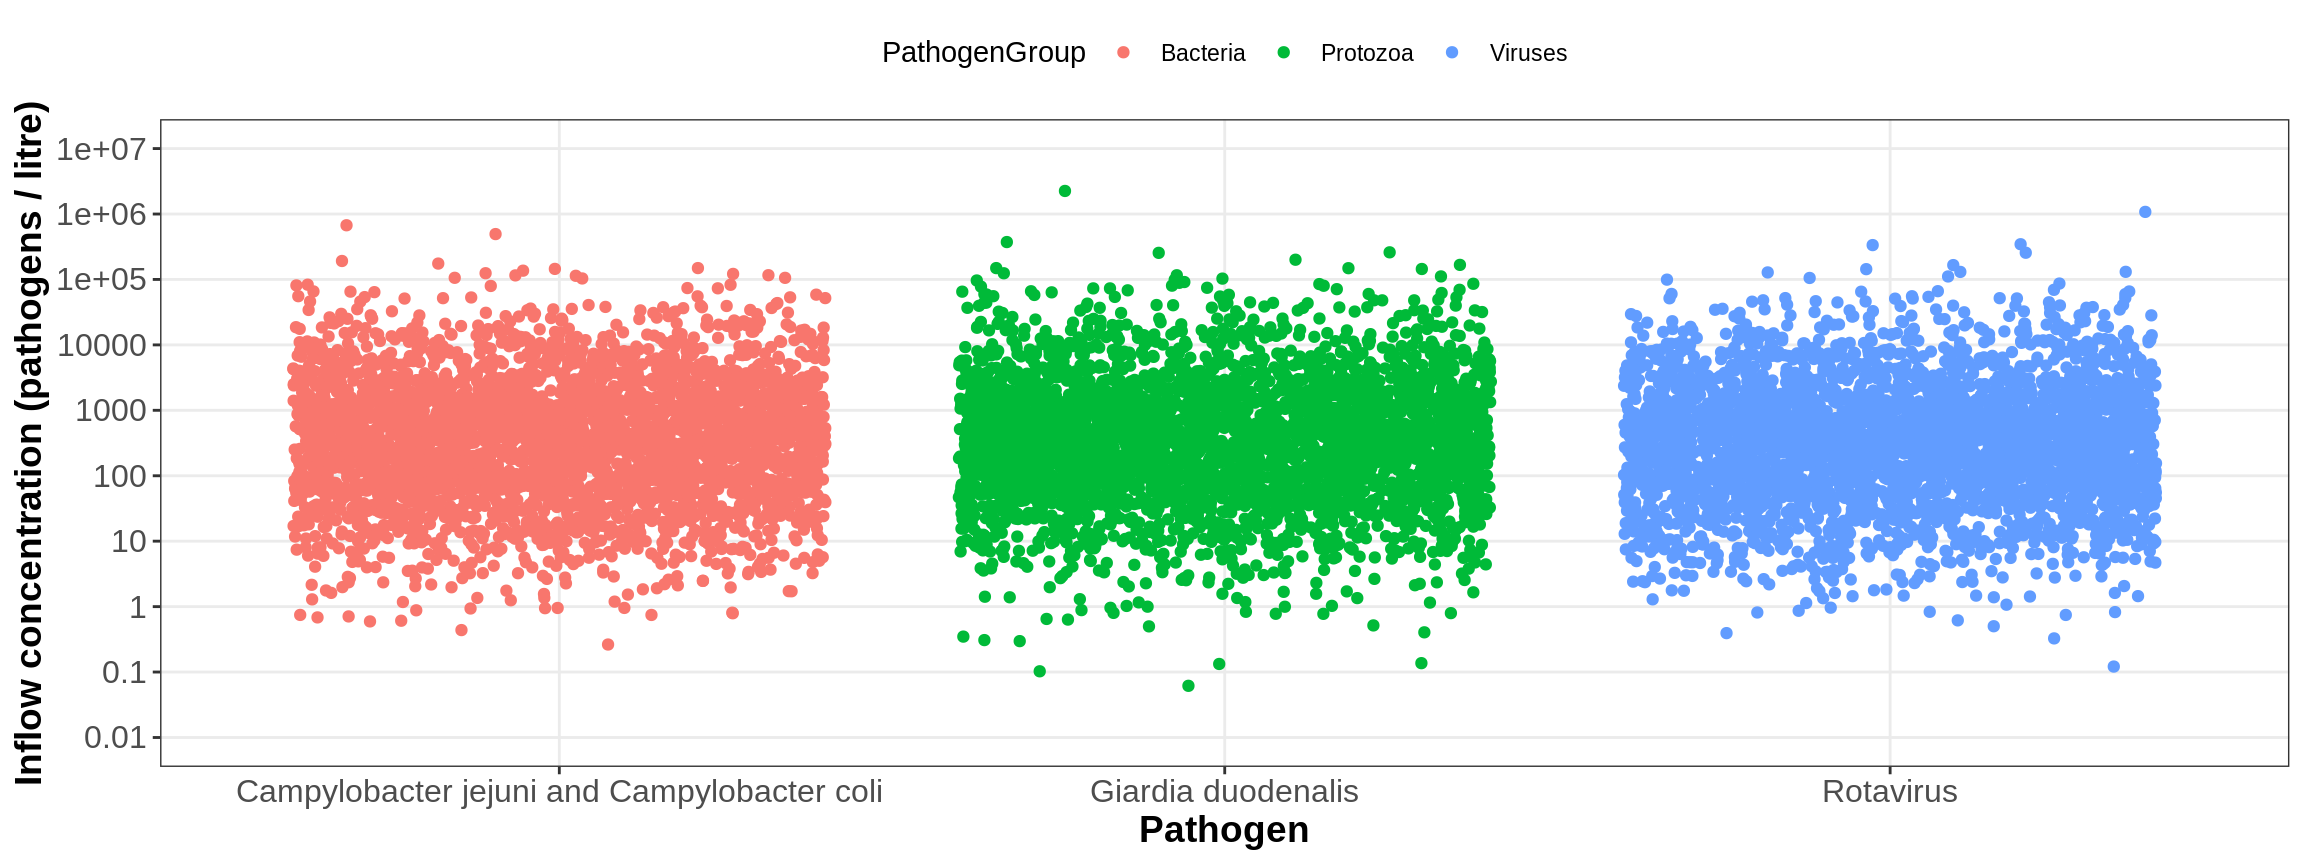 PathogenGroup Bacteria Protozoa Viruses
Inflow concentration (pathogens / litre)
1e+07
1e+06
1e+05
10000
1000
100
10
1
0.1
0.01
Campylobacter jejuni and Campylobacter coli Giardia duodenalis Rotavirus
Pathogen